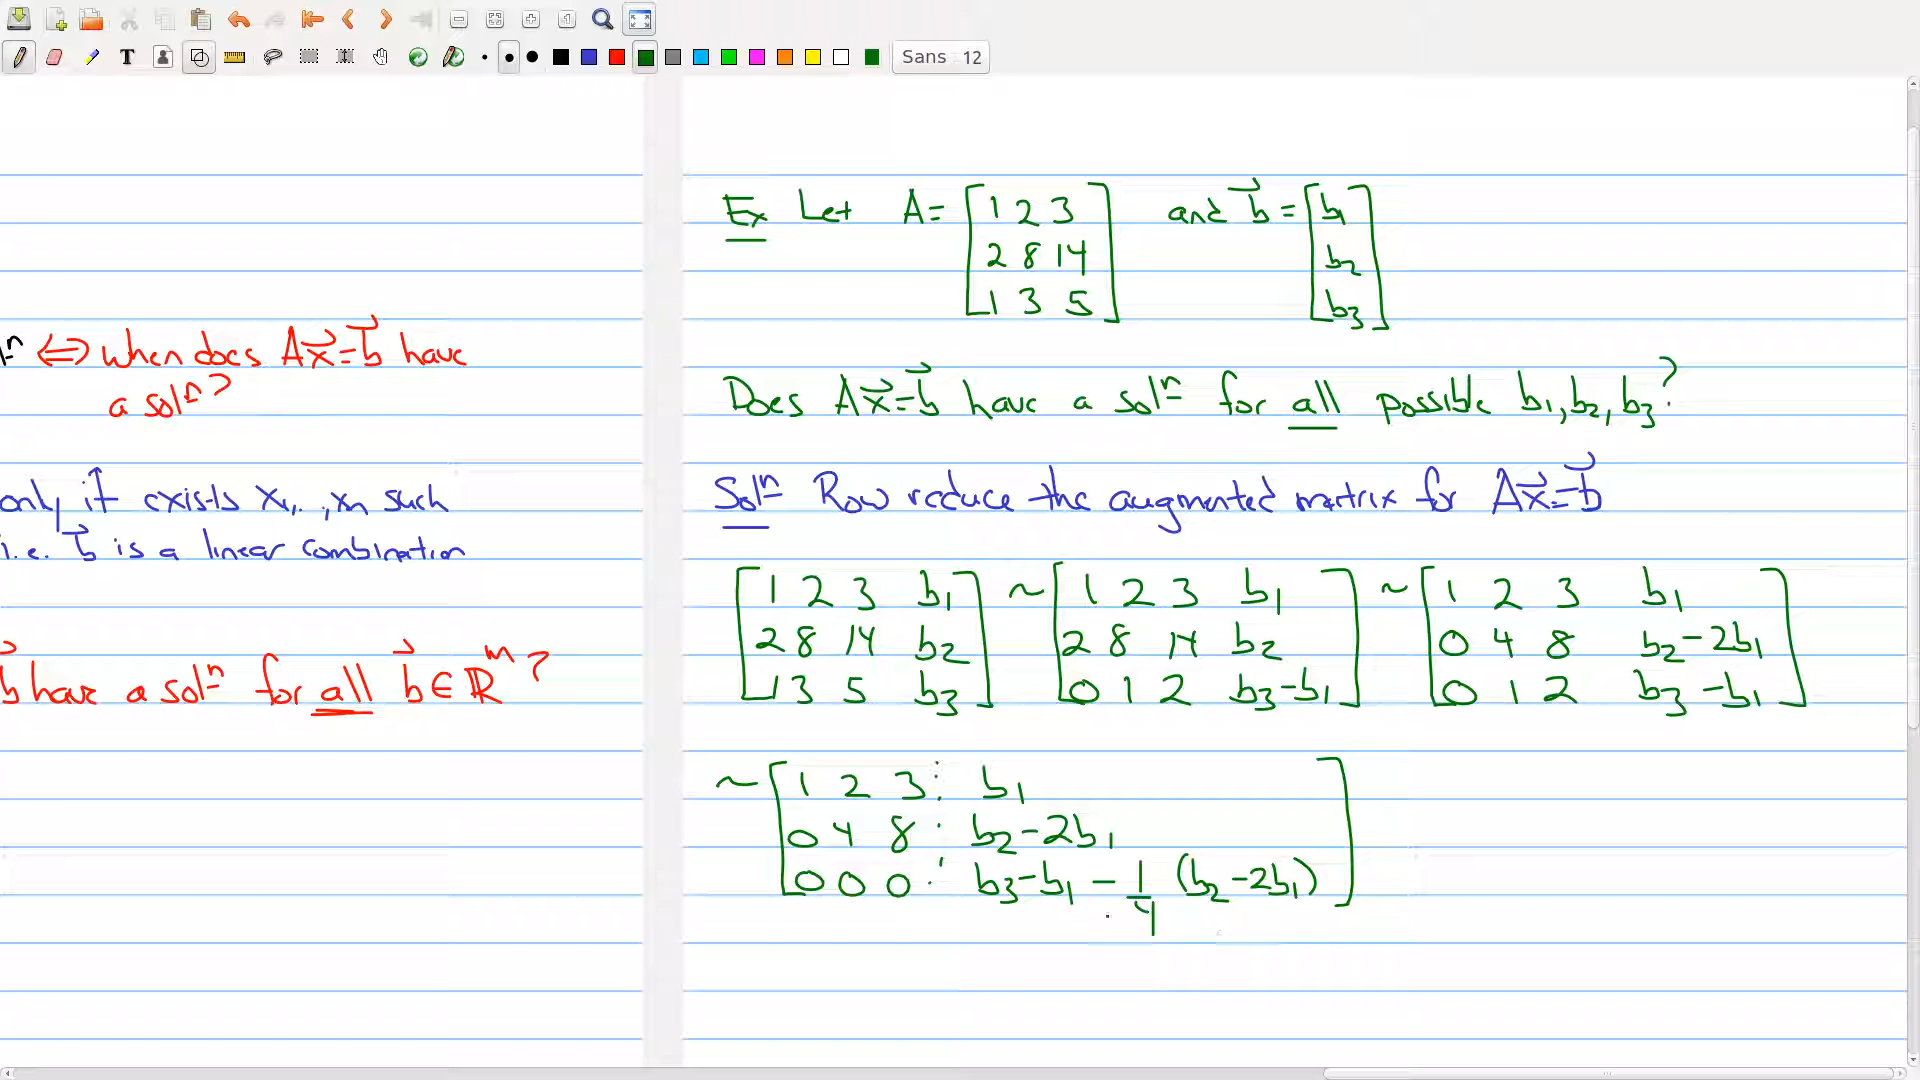 Sans 12
n ⟺ When does Ax⃗=b⃗ have
a solⁿ?
only if exists x₁,..,xₙ such
i.e. b⃗ is a linear combination
b have a solⁿ for all b⃗ ∈ ℝᵐ ?
Ex Let A = [1 2 3 and b⃗ = [b₁
2 8 14 b₂
1 3 5] b₃]
Does Ax⃗=b⃗ have a solⁿ for all possible b₁, b₂, b₃?
Solⁿ Row reduce the augmented matrix for Ax⃗=b⃗
[1 2 3 b₁ ~ [1 2 3 b₁ ~ [1 2 3 b₁
2 8 14 b₂ 2 8 14 b₂ 0 4 8 b₂-2b₁
1 3 5 b₃] 0 1 2 b₃-b₁] 0 1 2 b₃-b₁]
~ [1 2 3 ⋮ b₁
0 4 8 ⋮ b₂-2b₁
0 0 0 ⋮ b₃-b₁ - 1/4 (b₂-2b₁)]